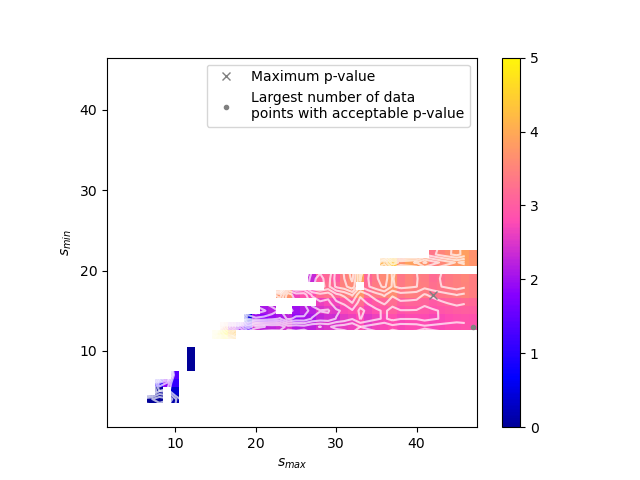 Maximum p-value
Largest number of data
points with acceptable p-value
40
30
20
10
s_min
10
20
30
40
s_max
5
4
3
2
1
0